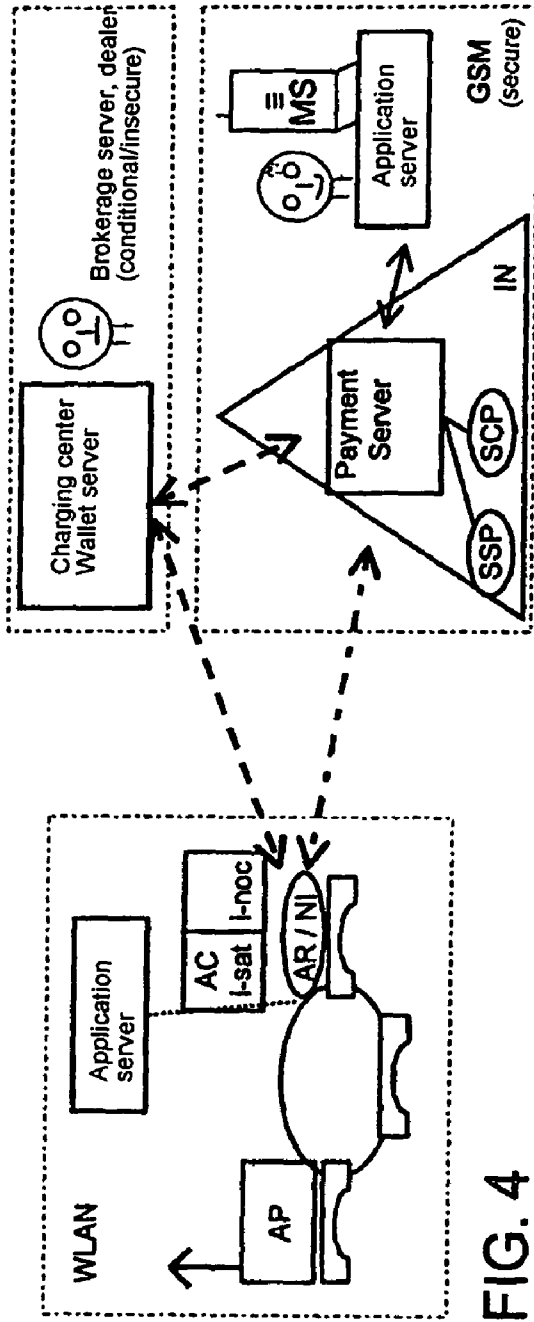 WLAN
Application
server
AC
I-sat
I-noc
AR / NI
AP
Charging center
Wallet server
Brokerage server, dealer
(conditional/insecure)
MS
Application
server
GSM
(secure)
Payment
Server
SSP
SCP
IN
FIG. 4